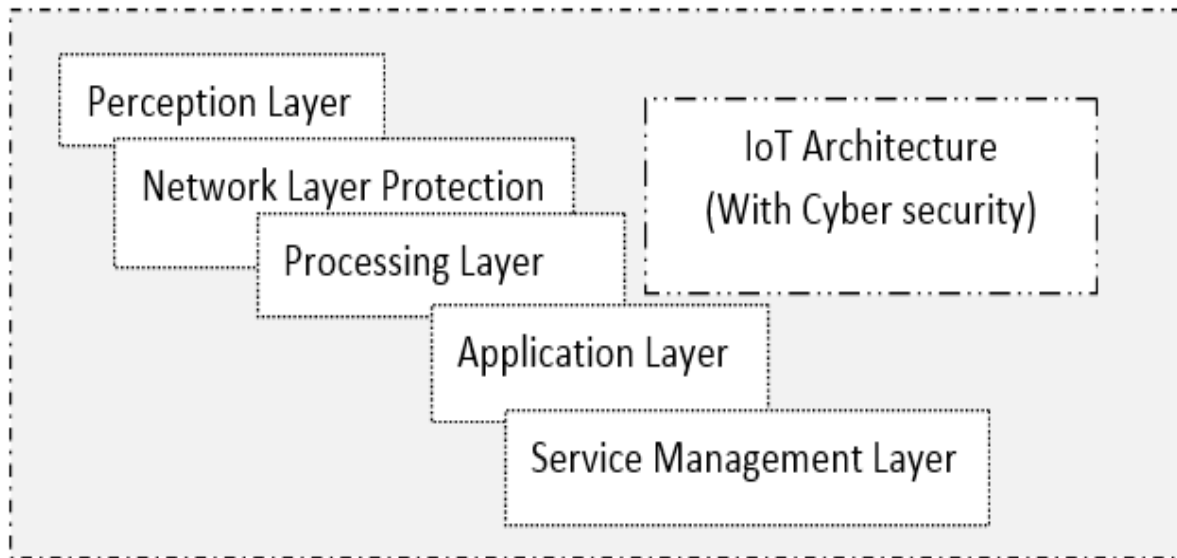 Perception Layer
Network Layer Protection
Processing Layer
Application Layer
Service Management Layer
IoT Architecture
(With Cyber security)